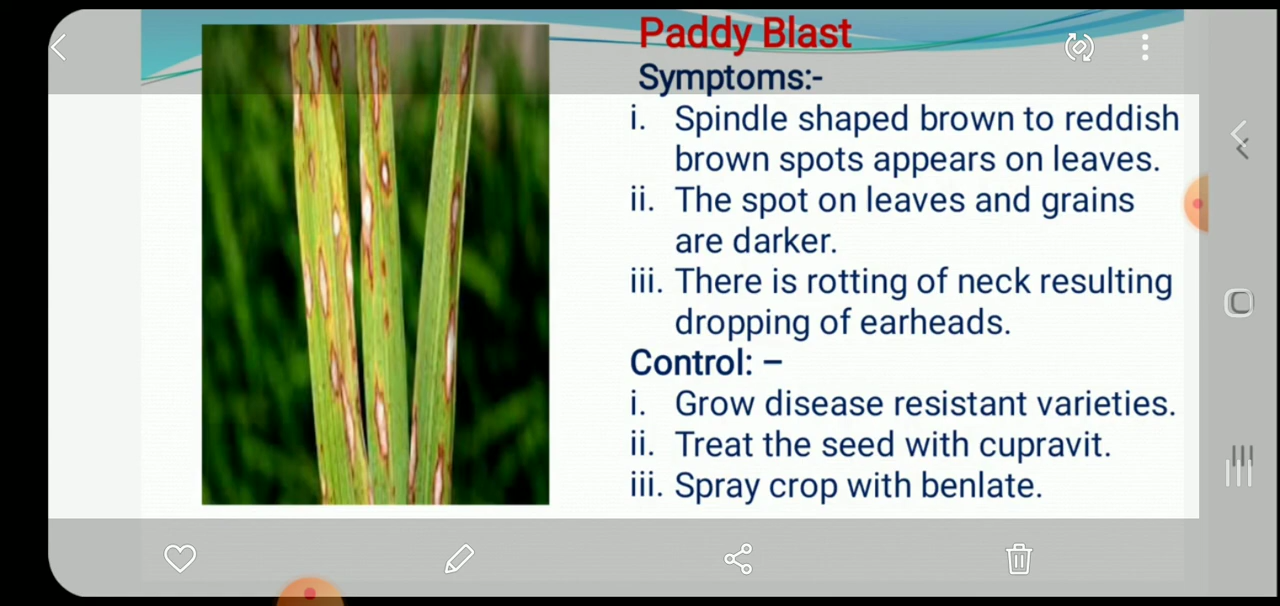 Paddy Blast
Symptoms:-
i. Spindle shaped brown to reddish
brown spots appears on leaves.
ii. The spot on leaves and grains
are darker.
iii. There is rotting of neck resulting
dropping of earheads.
Control: –
i. Grow disease resistant varieties.
ii. Treat the seed with cupravit.
iii. Spray crop with benlate.